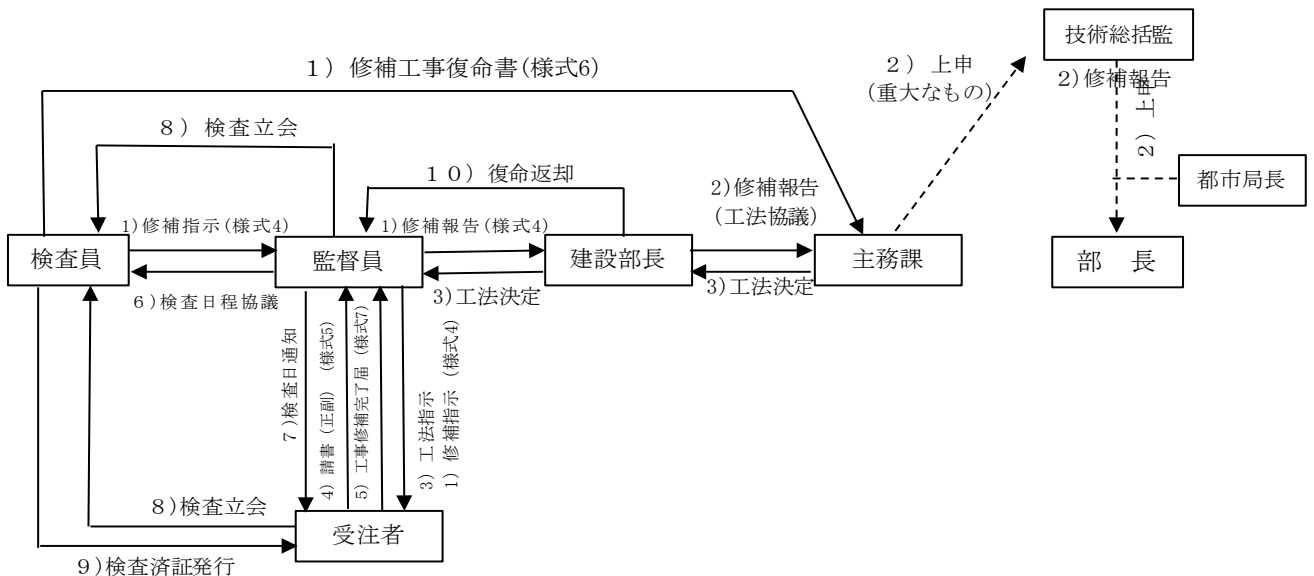 技術総括監
1) 修補工事復命書(様式6)
2) 上申
(重大なもの)
2)修補報告
2) 上申
8) 検査立会
10) 復命返却
2)修補報告
(工法協議)
都市局長
1)修補指示(様式4)
1)修補報告(様式4)
検査員
監督員
建設部長
主務課
部 長
6)検査日程協議
3)工法決定
3)工法決定
7)検査日通知
4) 請書(正副) (様式5)
5) 工事修補完了届 (様式7)
3) 工法指示
1) 修補指示 (様式4)
8)検査立会
受注者
9)検査済証発行